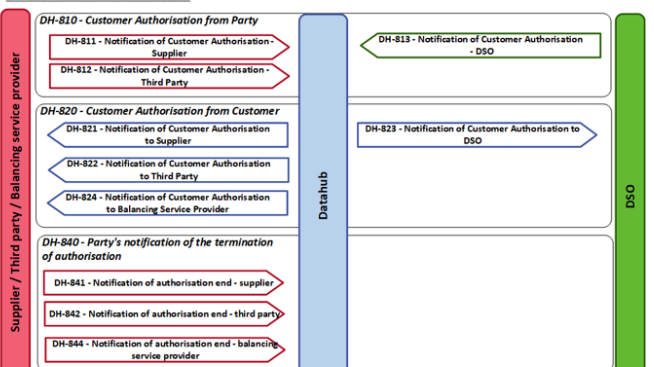 DH-810 - Customer Authorisation from Party
DH-811 - Notification of Customer Authorisation -
Supplier
DH-812 - Notification of Customer Authorisation -
Third Party
DH-813 - Notification of Customer Authorisation
- DSO
DH-820 - Customer Authorisation from Customer
DH-821 - Notification of Customer Authorisation
to Supplier
DH-822 - Notification of Customer Authorisation
to Third Party
DH-824 - Notification of Customer Authorisation
to Balancing Service Provider
DH-823 - Notification of Customer Authorisation to
DSO
DH-840 - Party's notification of the termination
of authorisation
DH-841 - Notification of authorisation end - supplier
DH-842 - Notification of authorisation end - third party
DH-844 - Notification of authorisation end - balancing
service provider
Supplier / Third party / Balancing service provider
Datahub
DSO